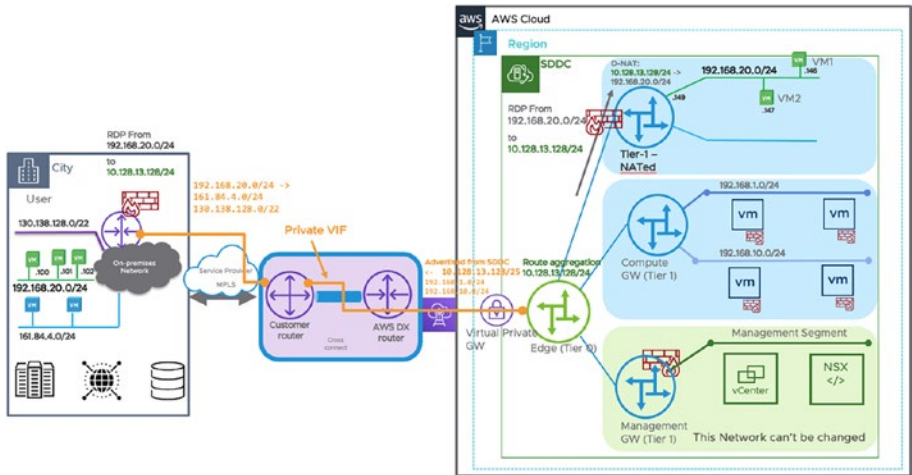 aws
AWS Cloud
Region
SDDC
D-NAT:
10.128.13.128/24 ->
192.168.20.0/24
192.168.20.0/24
.146
VM1
.147
VM2
.149
RDP From
192.168.20.0/24
to
10.128.13.128/24
Tier-1 –
NATed
RDP From
192.168.20.0/24
to
10.128.13.128/24
City
User
130.138.128.0/22
On-premises
Network
VM
VM
VM
.100
.101
.102
192.168.20.0/24
VM
VM
161.84.4.0/24
192.168.20.0/24 ->
161.84.4.0/24
130.138.128.0/22
Private VIF
Service Provider
MPLS
Customer
router
Cross
connect
AWS DX
router
Advertised from SDDC
<- 10.128.13.123/25
192.168.1.0/24
192.168.10.0/24
Virtual Private
GW
Route aggregation
10.128.13.128/24
Edge (Tier 0)
192.168.1.0/24
vm
vm
Compute
GW (Tier 1)
192.168.10.0/24
vm
vm
Management Segment
vCenter
NSX
</>
Management
GW (Tier 1)
This Network can't be changed